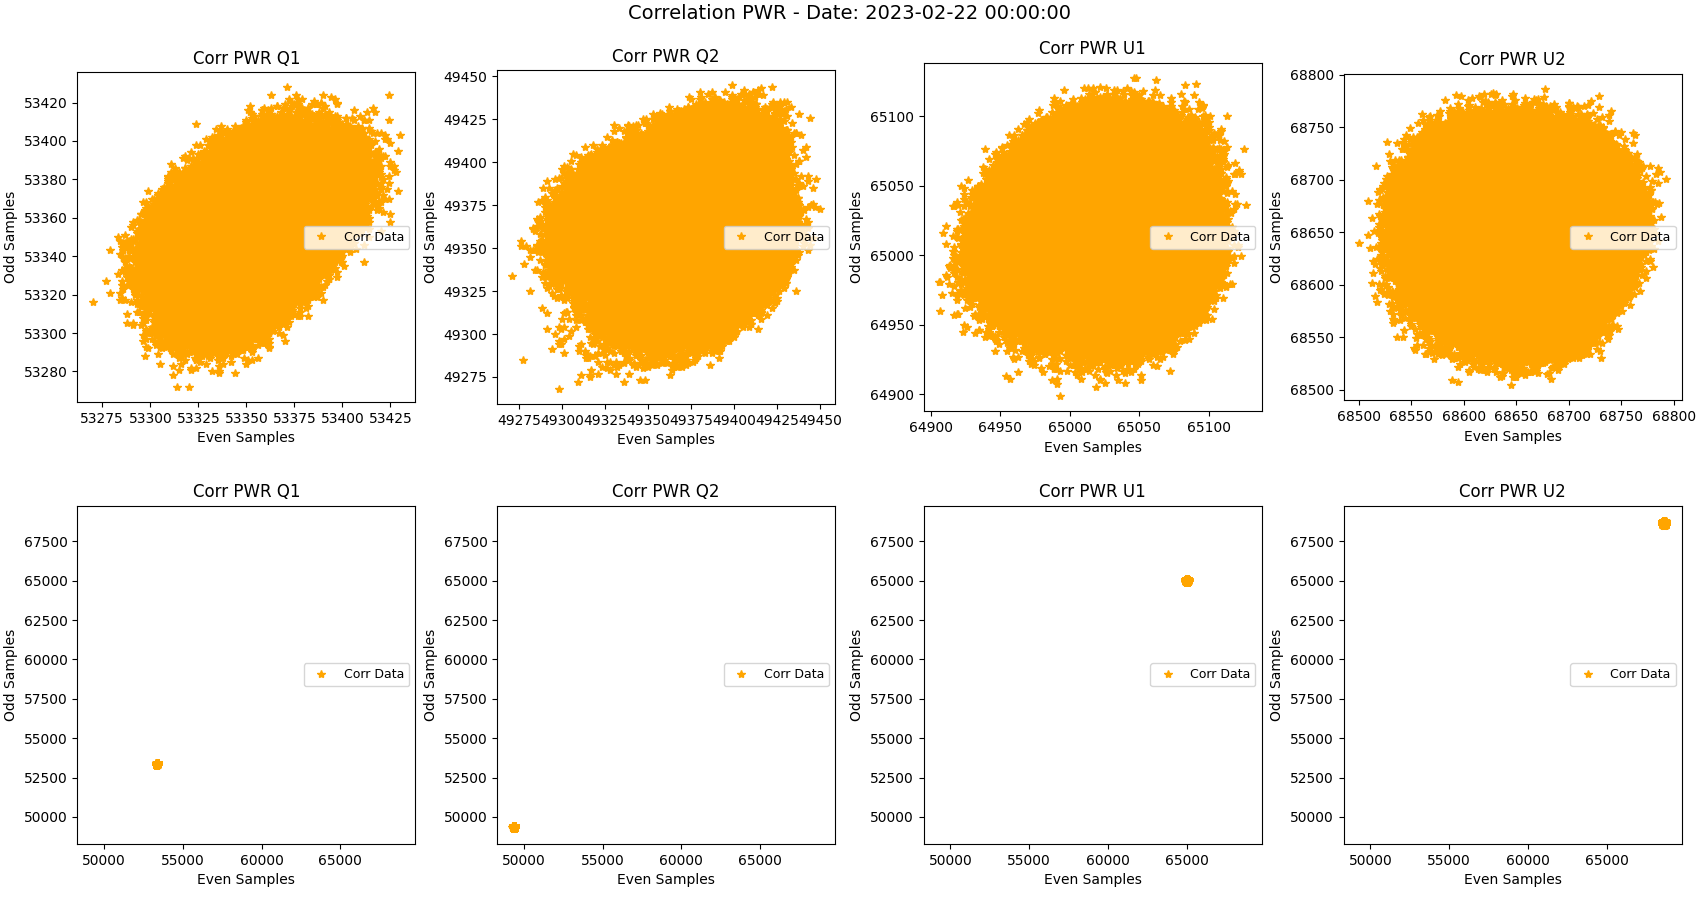 Correlation PWR - Date: 2023-02-22 00:00:00
Corr PWR Q1
Odd Samples
53420
53400
53380
53360
53340
53320
53300
53280
Corr Data
53275 53300 53325 53350 53375 53400 53425
Even Samples
Corr PWR Q2
Odd Samples
49450
49425
49400
49375
49350
49325
49300
49275
Corr Data
49275 49300 49325 49350 49375 49400 49425 49450
Even Samples
Corr PWR U1
Odd Samples
65100
65050
65000
64950
64900
Corr Data
64900 64950 65000 65050 65100
Even Samples
Corr PWR U2
Odd Samples
68800
68750
68700
68650
68600
68550
68500
Corr Data
68500 68550 68600 68650 68700 68750 68800
Even Samples
Corr PWR Q1
Odd Samples
67500
65000
62500
60000
57500
55000
52500
50000
Corr Data
50000 55000 60000 65000
Even Samples
Corr PWR Q2
Odd Samples
67500
65000
62500
60000
57500
55000
52500
50000
Corr Data
50000 55000 60000 65000
Even Samples
Corr PWR U1
Odd Samples
67500
65000
62500
60000
57500
55000
52500
50000
Corr Data
50000 55000 60000 65000
Even Samples
Corr PWR U2
Odd Samples
67500
65000
62500
60000
57500
55000
52500
50000
Corr Data
50000 55000 60000 65000
Even Samples